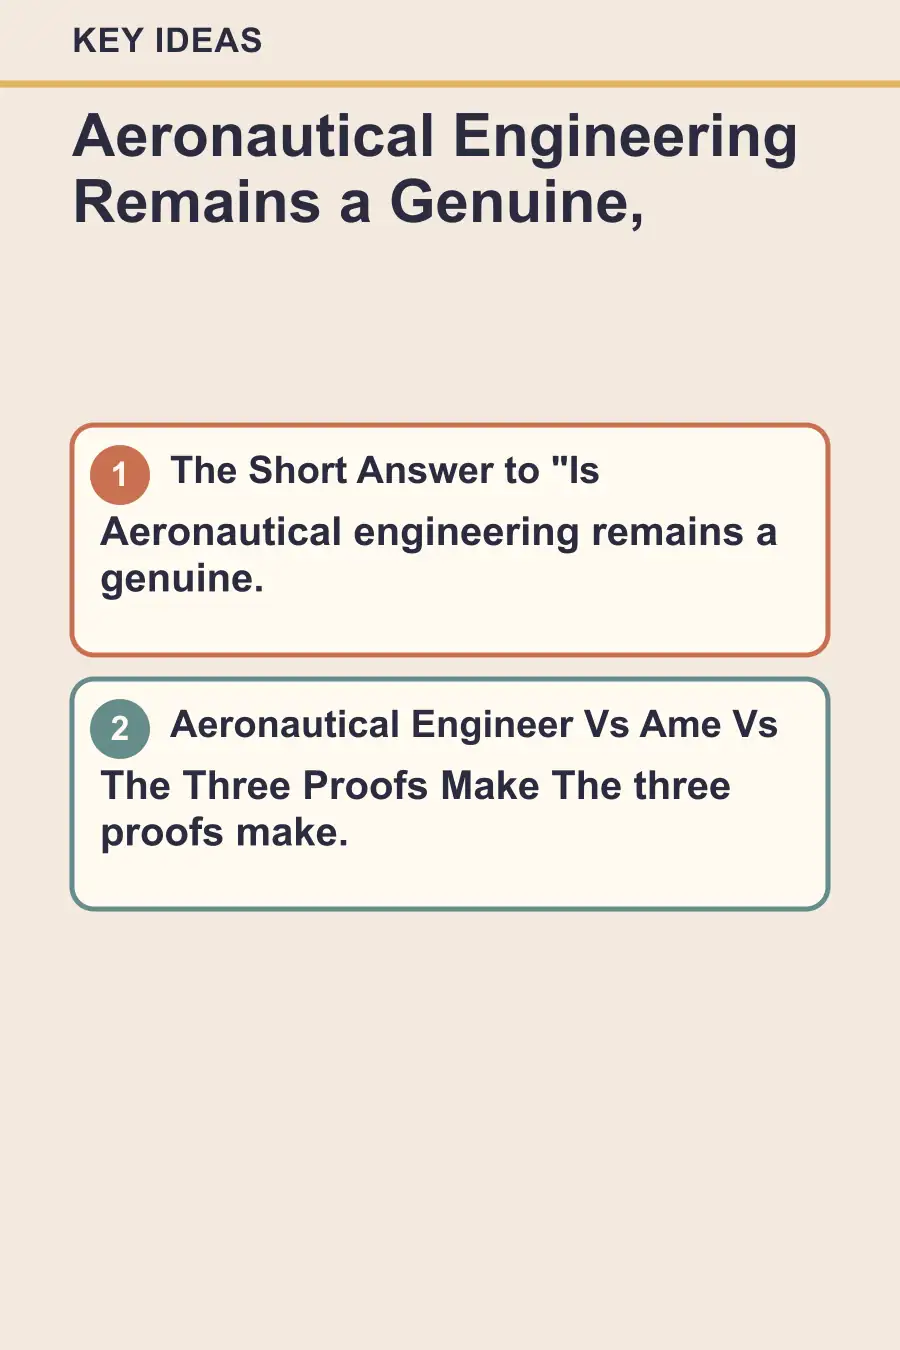 KEY IDEAS
Aeronautical Engineering
Remains a Genuine,
1 The Short Answer to "Is
Aeronautical engineering remains a
genuine.
2 Aeronautical Engineer Vs Ame Vs
The Three Proofs Make The three
proofs make.